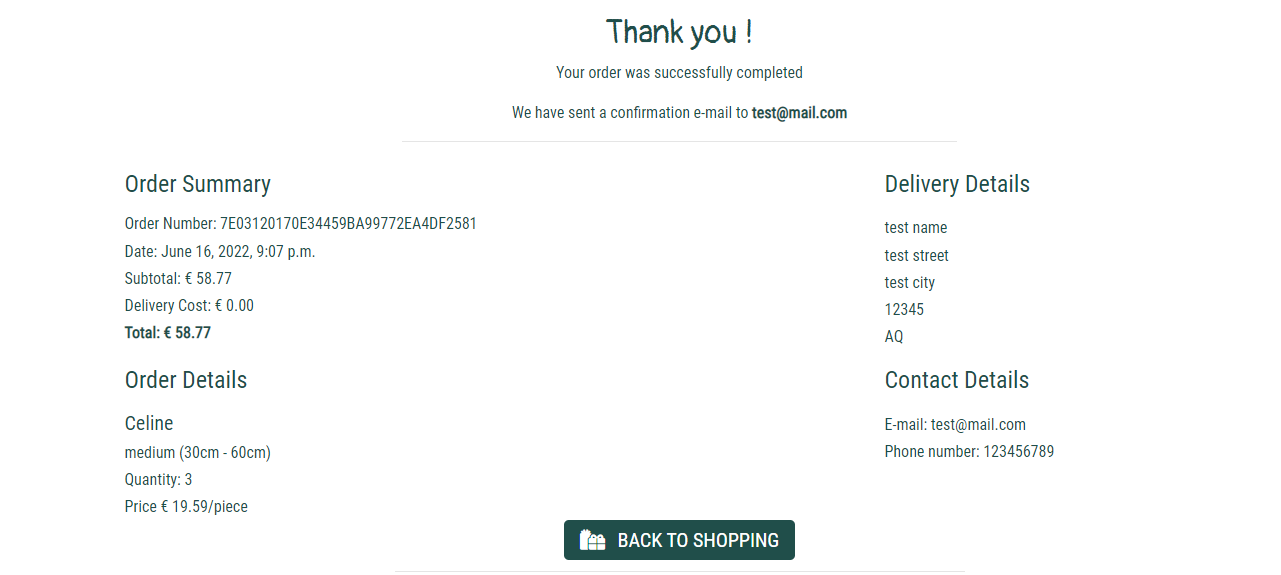 Thank you !
Your order was successfully completed
We have sent a confirmation e-mail to test@mail.com
Order Summary
Order Number: 7E03120170E34459BA99772EA4DF2581
Date: June 16, 2022, 9:07 p.m.
Subtotal: € 58.77
Delivery Cost: € 0.00
Total: € 58.77
Order Details
Celine
medium (30cm - 60cm)
Quantity: 3
Price € 19.59/piece
Delivery Details
test name
test street
test city
12345
AQ
Contact Details
E-mail: test@mail.com
Phone number: 123456789
BACK TO SHOPPING